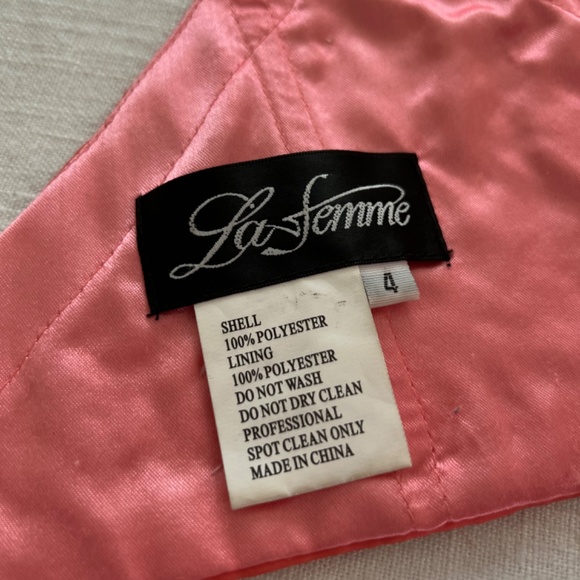 La Femme
4
SHELL
100% POLYESTER
LINING
100% POLYESTER
DO NOT WASH
DO NOT DRY CLEAN
PROFESSIONAL
SPOT CLEAN ONLY
MADE IN CHINA